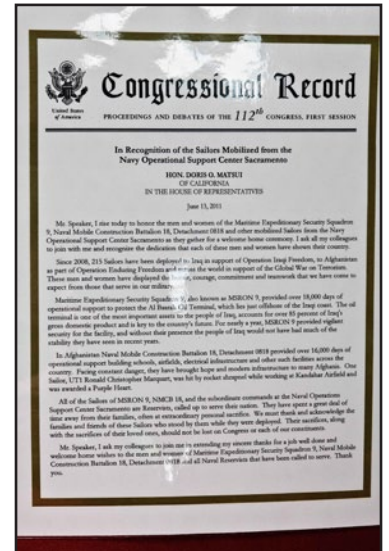 Congressional Record
United States
of America
PROCEEDINGS AND DEBATES OF THE 112th CONGRESS, FIRST SESSION
In Recognition of the Sailors Mobilized from the
Navy Operational Support Center Sacramento
HON. DORIS O. MATSUI
OF CALIFORNIA
IN THE HOUSE OF REPRESENTATIVES
June 13, 2011
Mr. Speaker, I rise today to honor the men and women of the Maritime Expeditionary Security Squadron
9, Naval Mobile Construction Battalion 18, Detachment 0818 and other mobilized Sailors from the Navy
Operational Support Center Sacramento as they gather for a welcome home ceremony. I ask all my colleagues
to join with me and recognize the dedication that each of these men and women have shown their country.
Since 2008, 215 Sailors have been deployed to Iraq in support of Operation Iraqi Freedom, to Afghanistan
as part of Operation Enduring Freedom and across the world in support of the Global War on Terrorism.
These men and women have displayed the honor, courage, commitment and teamwork that we have come to
expect from those that serve in our military.
Maritime Expeditionary Security Squadron 9, also known as MSRON 9, provided over 18,000 days of
operational support to protect the Al Basrah Oil Terminal, which lies just offshore of the Iraqi coast. The oil
terminal is one of the most important assets to the people of Iraq, accounts for over 85 percent of Iraq's
gross domestic product and is key to the country's future. For nearly a year, MSRON 9 provided vigilant
security for the facility, and without their presence the people of Iraq would not have had much of the
stability they have seen in recent years.
In Afghanistan Naval Mobile Construction Battalion 18, Detachment 0818 provided over 16,000 days of
operational support building schools, airfields, electrical infrastructure and other such facilities across the
country. Facing constant danger, they have brought hope and modern infrastructure to many Afghans. One
Sailor, UT1 Ronald Christopher Marquart, was hit by rocket shrapnel while working at Kandahar Airfield and
was awarded a Purple Heart.
All of the Sailors of MSRON 9, NMCB 18, and the subordinate commands at the Naval Operations
Support Center Sacramento are Reservists, called up to serve their nation. They have spent a great deal of
time away from their families, often at extraordinary personal sacrifice. We must thank and acknowledge the
families and friends of these Sailors who stood by them while they were deployed. Their sacrifices, along
with the sacrifices of their loved ones, should not be lost on Congress or each of our constituents.
Mr. Speaker, I ask my colleagues to join me in extending my sincere thanks for a job well done and
welcome home wishes to the men and women of Maritime Expeditionary Security Squadron 9, Naval Mobile
Construction Battalion 18, Detachment 0818 and all Naval Reservists that have been called to serve. Thank
you.